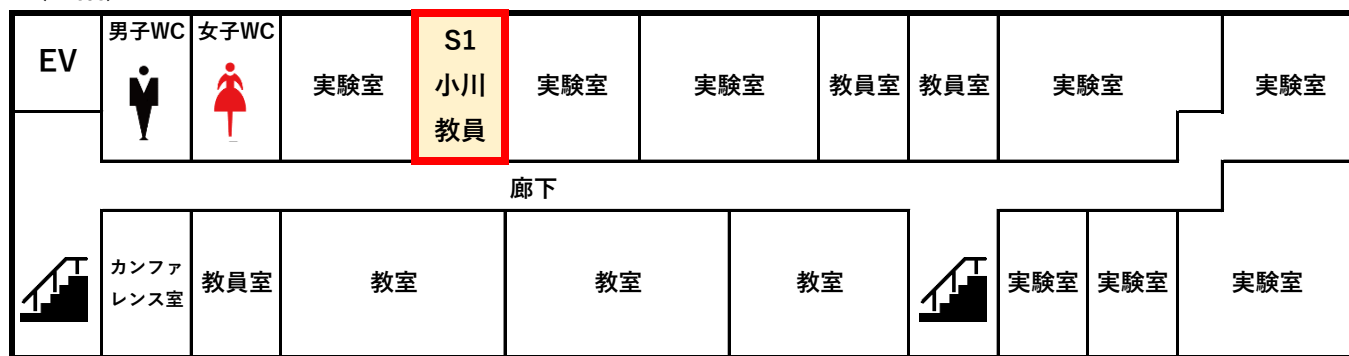 EV
男子WC
女子WC
実験室
S1
小川
教員
実験室
実験室
教員室
教員室
実験室
実験室
廊下
カンファ
レンス室
教員室
教室
教室
教室
実験室
実験室
実験室